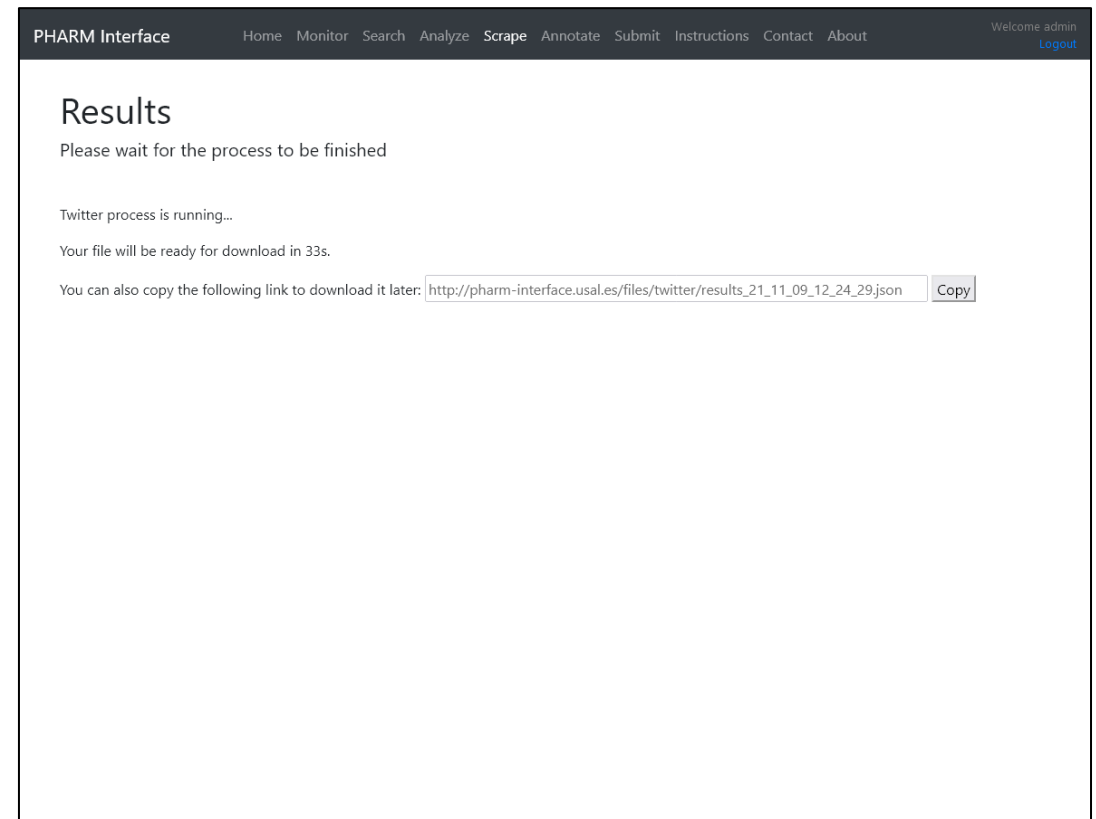 PHARM Interface Home Monitor Search Analyze Scrape Annotate Submit Instructions Contact About Welcome admin
Logout
Results
Please wait for the process to be finished
Twitter process is running...
Your file will be ready for download in 33s.
You can also copy the following link to download it later: http://pharm-interface.usal.es/files/twitter/results_21_11_09_12_24_29.json Copy